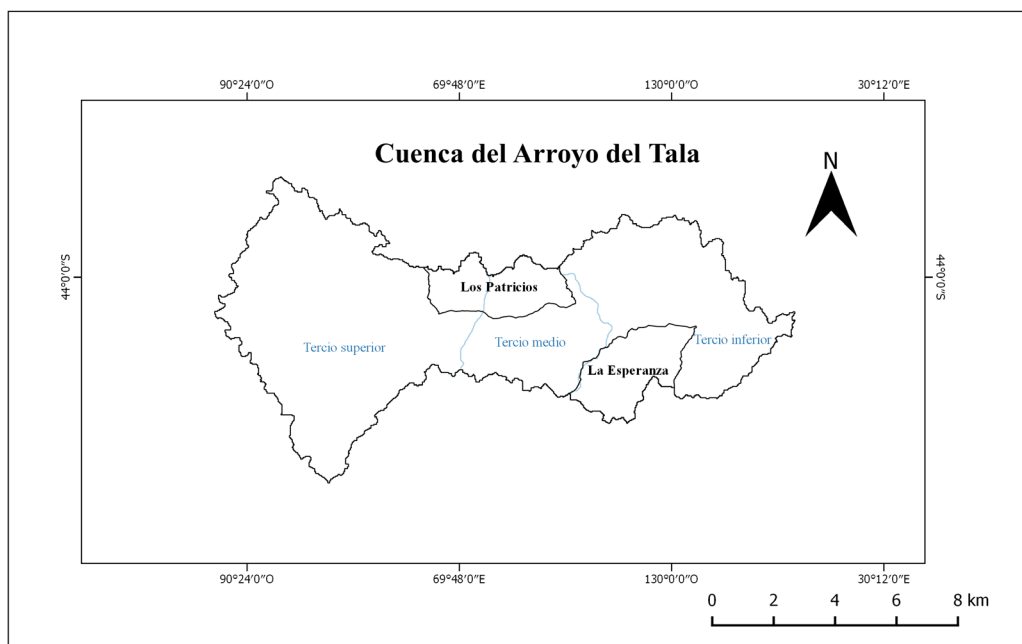 90°24'0"O 69°48'0"E 130°0'0"O 30°12'0"E
Cuenca del Arroyo del Tala
N
44°0'0"S
44°0'0"S
Los Patricios
Tercio superior
Tercio medio
Tercio inferior
La Esperanza
90°24'0"O 69°48'0"E 130°0'0"O 30°12'0"E
0 2 4 6 8 km